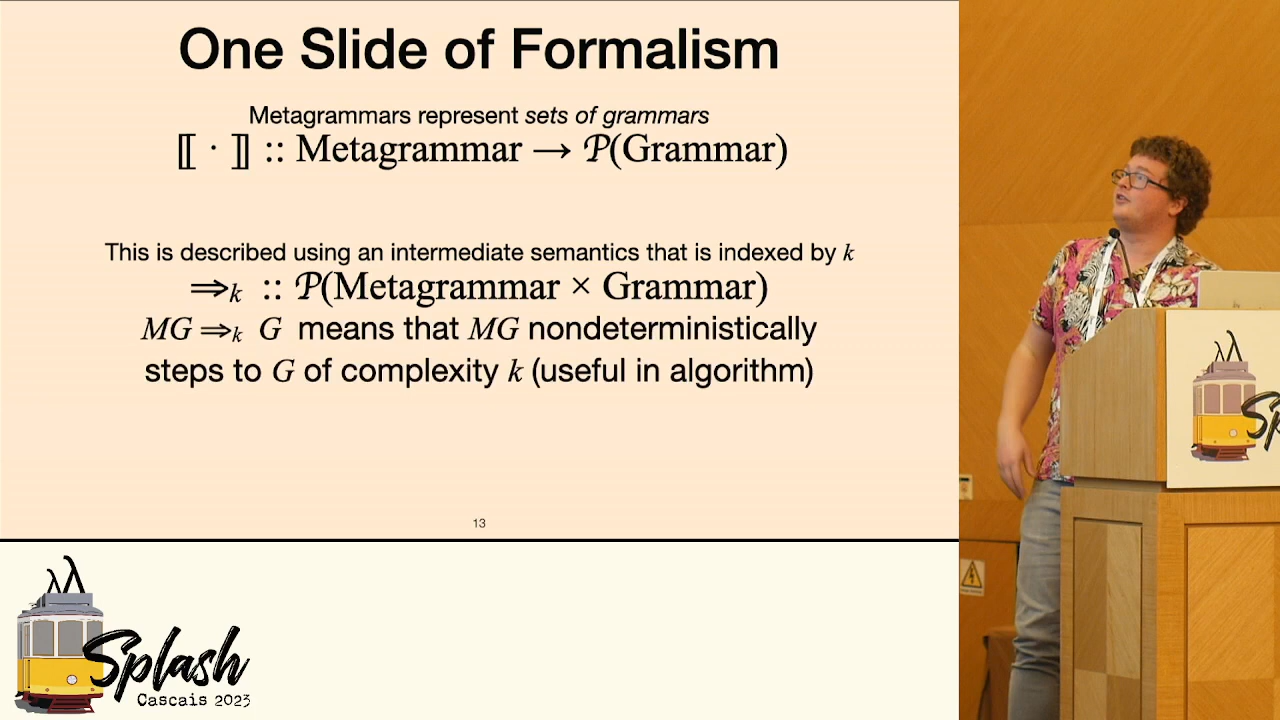 One Slide of Formalism
Metagrammars represent sets of grammars
⟦ · ⟧ :: Metagrammar → 𝒫(Grammar)
This is described using an intermediate semantics that is indexed by k
⇒ₖ :: 𝒫(Metagrammar × Grammar)
MG ⇒ₖ G means that MG nondeterministically
steps to G of complexity k (useful in algorithm)
13
Splash
Cascais 2023
Sp